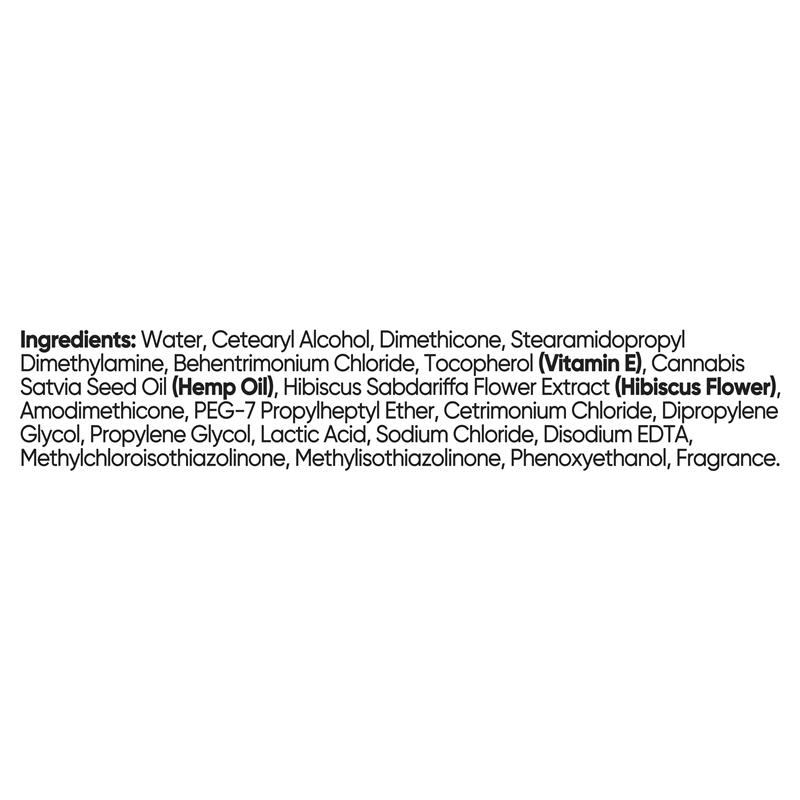 Ingredients: Water, Cetearyl Alcohol, Dimethicone, Stearamidopropyl
Dimethylamine, Behentrimonium Chloride, Tocopherol (Vitamin E), Cannabis
Satvia Seed Oil (Hemp Oil), Hibiscus Sabdariffa Flower Extract (Hibiscus Flower),
Amodimethicone, PEG-7 Propylheptyl Ether, Cetrimonium Chloride, Dipropylene
Glycol, Propylene Glycol, Lactic Acid, Sodium Chloride, Disodium EDTA,
Methylchloroisothiazolinone, Methylisothiazolinone, Phenoxyethanol, Fragrance.